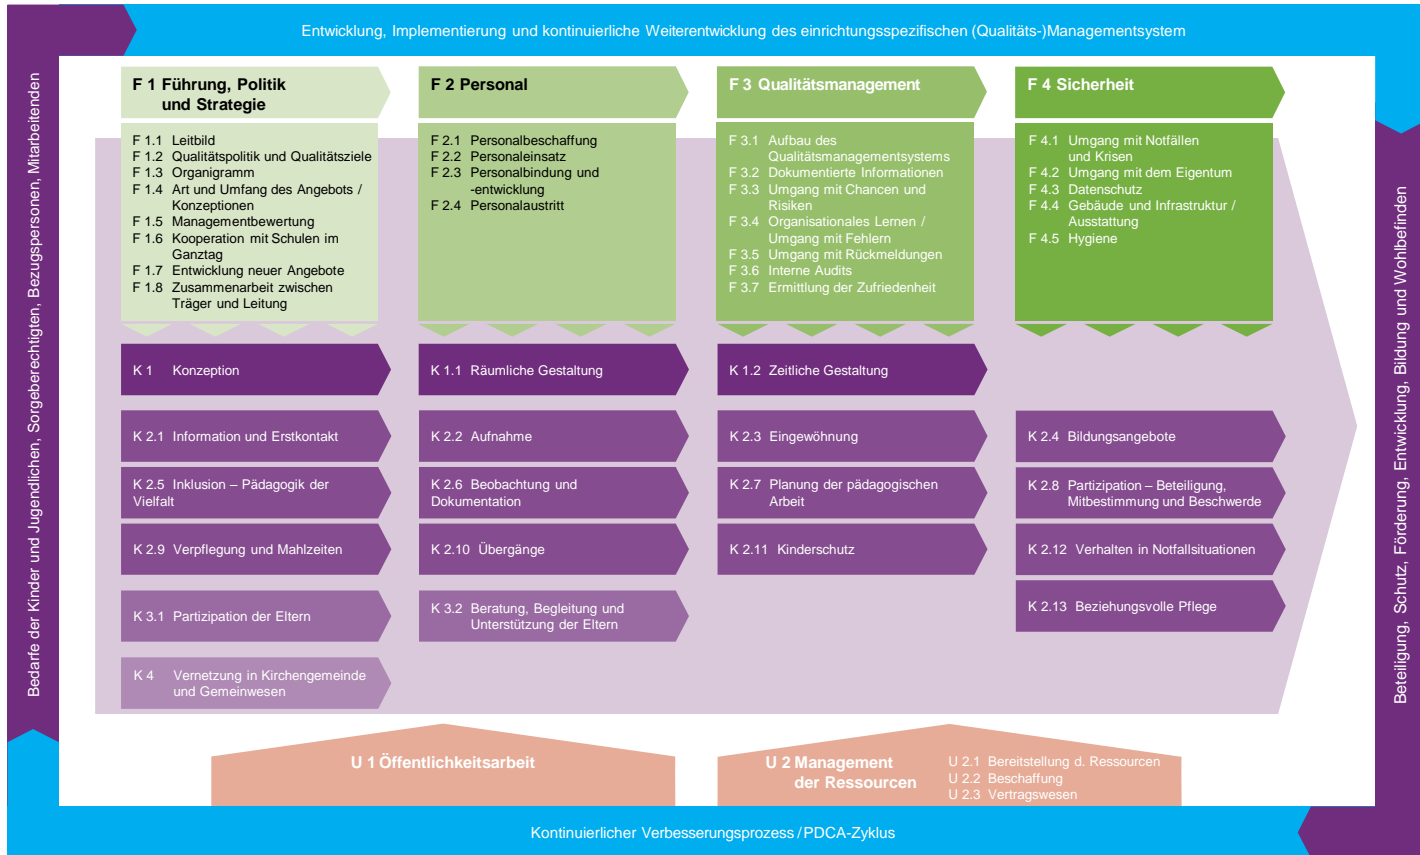 Entwicklung, Implementierung und kontinuierliche Weiterentwicklung des einrichtungsspezifischen (Qualitäts-)Managementsystem
Bedarfe der Kinder und Jugendlichen, Sorgeberechtigten, Bezugspersonen, Mitarbeitenden
F 1 Führung, Politik
und Strategie
F 1.1 Leitbild
F 1.2 Qualitätspolitik und Qualitätsziele
F 1.3 Organigramm
F 1.4 Art und Umfang des Angebots /
Konzeptionen
F 1.5 Managementbewertung
F 1.6 Kooperation mit Schulen im
Ganztag
F 1.7 Entwicklung neuer Angebote
F 1.8 Zusammenarbeit zwischen
Träger und Leitung
F 2 Personal
F 2.1 Personalbeschaffung
F 2.2 Personaleinsatz
F 2.3 Personalbindung und
-entwicklung
F 2.4 Personalaustritt
F 3 Qualitätsmanagement
F 3.1 Aufbau des
Qualitätsmanagementsystems
F 3.2 Dokumentierte Informationen
F 3.3 Umgang mit Chancen und
Risiken
F 3.4 Organisationales Lernen /
Umgang mit Fehlern
F 3.5 Umgang mit Rückmeldungen
F 3.6 Interne Audits
F 3.7 Ermittlung der Zufriedenheit
F 4 Sicherheit
F 4.1 Umgang mit Notfällen
und Krisen
F 4.2 Umgang mit dem Eigentum
F 4.3 Datenschutz
F 4.4 Gebäude und Infrastruktur /
Ausstattung
F 4.5 Hygiene
K 1 Konzeption
K 1.1 Räumliche Gestaltung
K 1.2 Zeitliche Gestaltung
K 2.1 Information und Erstkontakt
K 2.2 Aufnahme
K 2.3 Eingewöhnung
K 2.4 Bildungsangebote
K 2.5 Inklusion – Pädagogik der
Vielfalt
K 2.6 Beobachtung und
Dokumentation
K 2.7 Planung der pädagogischen
Arbeit
K 2.8 Partizipation – Beteiligung,
Mitbestimmung und Beschwerde
K 2.9 Verpflegung und Mahlzeiten
K 2.10 Übergänge
K 2.11 Kinderschutz
K 2.12 Verhalten in Notfallsituationen
K 3.1 Partizipation der Eltern
K 3.2 Beratung, Begleitung und
Unterstützung der Eltern
K 2.13 Beziehungsvolle Pflege
K 4 Vernetzung in Kirchengemeinde
und Gemeinwesen
U 1 Öffentlichkeitsarbeit
U 2 Management
der Ressourcen
U 2.1 Bereitstellung d. Ressourcen
U 2.2 Beschaffung
U 2.3 Vertragswesen
Beteiligung, Schutz, Förderung, Entwicklung, Bildung und Wohlbefinden
Kontinuierlicher Verbesserungsprozess / PDCA-Zyklus